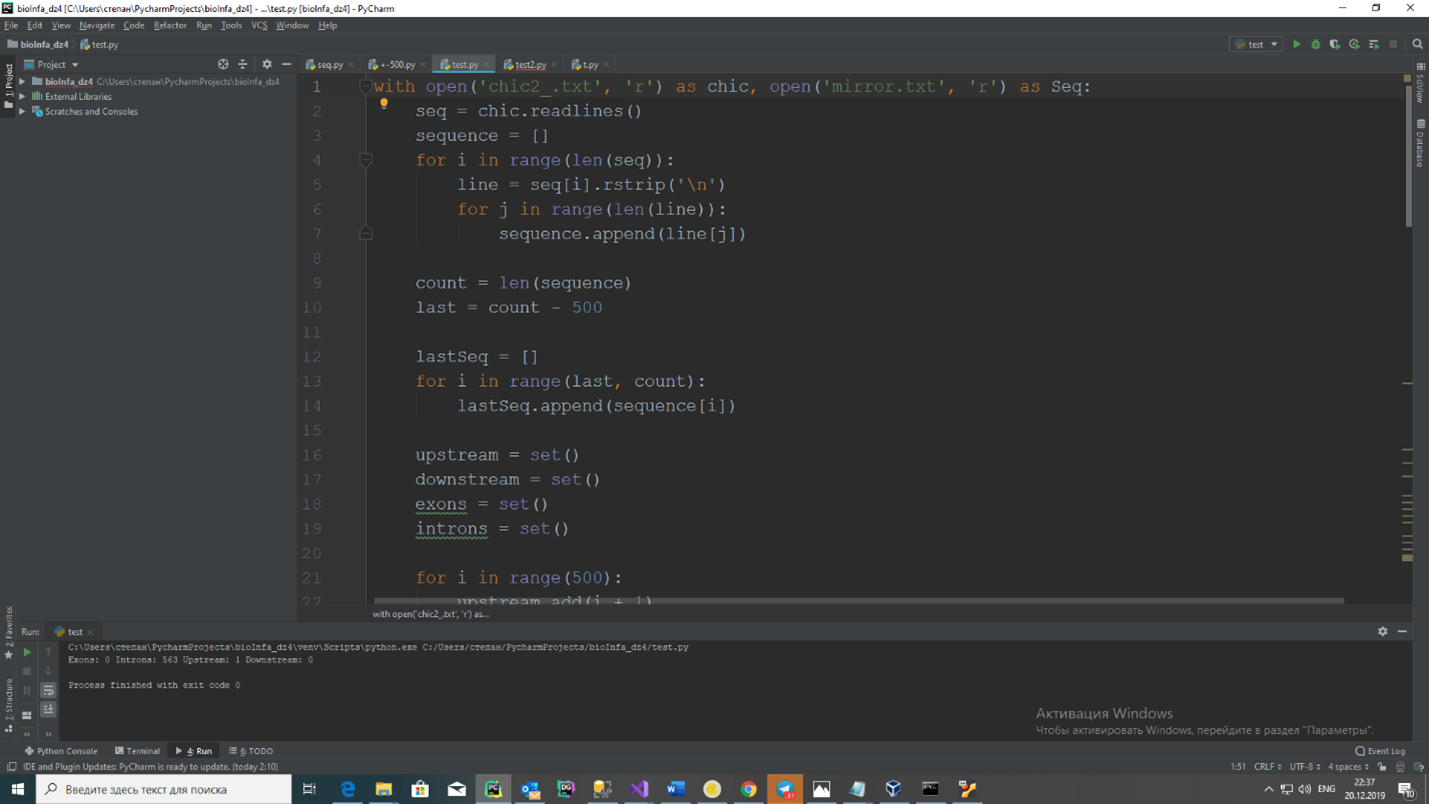 bioInfa_dz4 [C:\Users\степан\PycharmProjects\bioInfa_dz4] - ...\test.py [bioInfa_dz4] - PyCharm
File Edit View Navigate Code Refactor Run Tools VCS Window Help
bioInfa_dz4 test.py
test
1: Project
Project
seq.py
+-500.py
test.py
test2.py
t.py
bioInfa_dz4 C:\Users\степан\PycharmProjects\bioInfa_dz4
External Libraries
Scratches and Consoles
SciView
Database
1 with open('chic2_.txt', 'r') as chic, open('mirror.txt', 'r') as Seq:
2 seq = chic.readlines()
3 sequence = []
4 for i in range(len(seq)):
5 line = seq[i].rstrip('\n')
6 for j in range(len(line)):
7 sequence.append(line[j])
8
9 count = len(sequence)
10 last = count - 500
11
12 lastSeq = []
13 for i in range(last, count):
14 lastSeq.append(sequence[i])
15
16 upstream = set()
17 downstream = set()
18 exons = set()
19 introns = set()
20
21 for i in range(500):
22 upstream.add(i + 1)
with open('chic2_.txt', 'r') as...
2: Favorites
7: Structure
Run: test
C:\Users\степан\PycharmProjects\bioInfa_dz4\venv\Scripts\python.exe C:/Users/степан/PycharmProjects/bioInfa_dz4/test.py
Exons: 0 Introns: 563 Upstream: 1 Downstream: 0
Process finished with exit code 0
Активация Windows
Чтобы активировать Windows, перейдите в раздел "Параметры".
Python Console Terminal 4: Run 6: TODO Event Log
IDE and Plugin Updates: PyCharm is ready to update. (today 2:10) 1:51 CRLF UTF-8 4 spaces
Введите здесь текст для поиска
ENG
22:37
20.12.2019
10